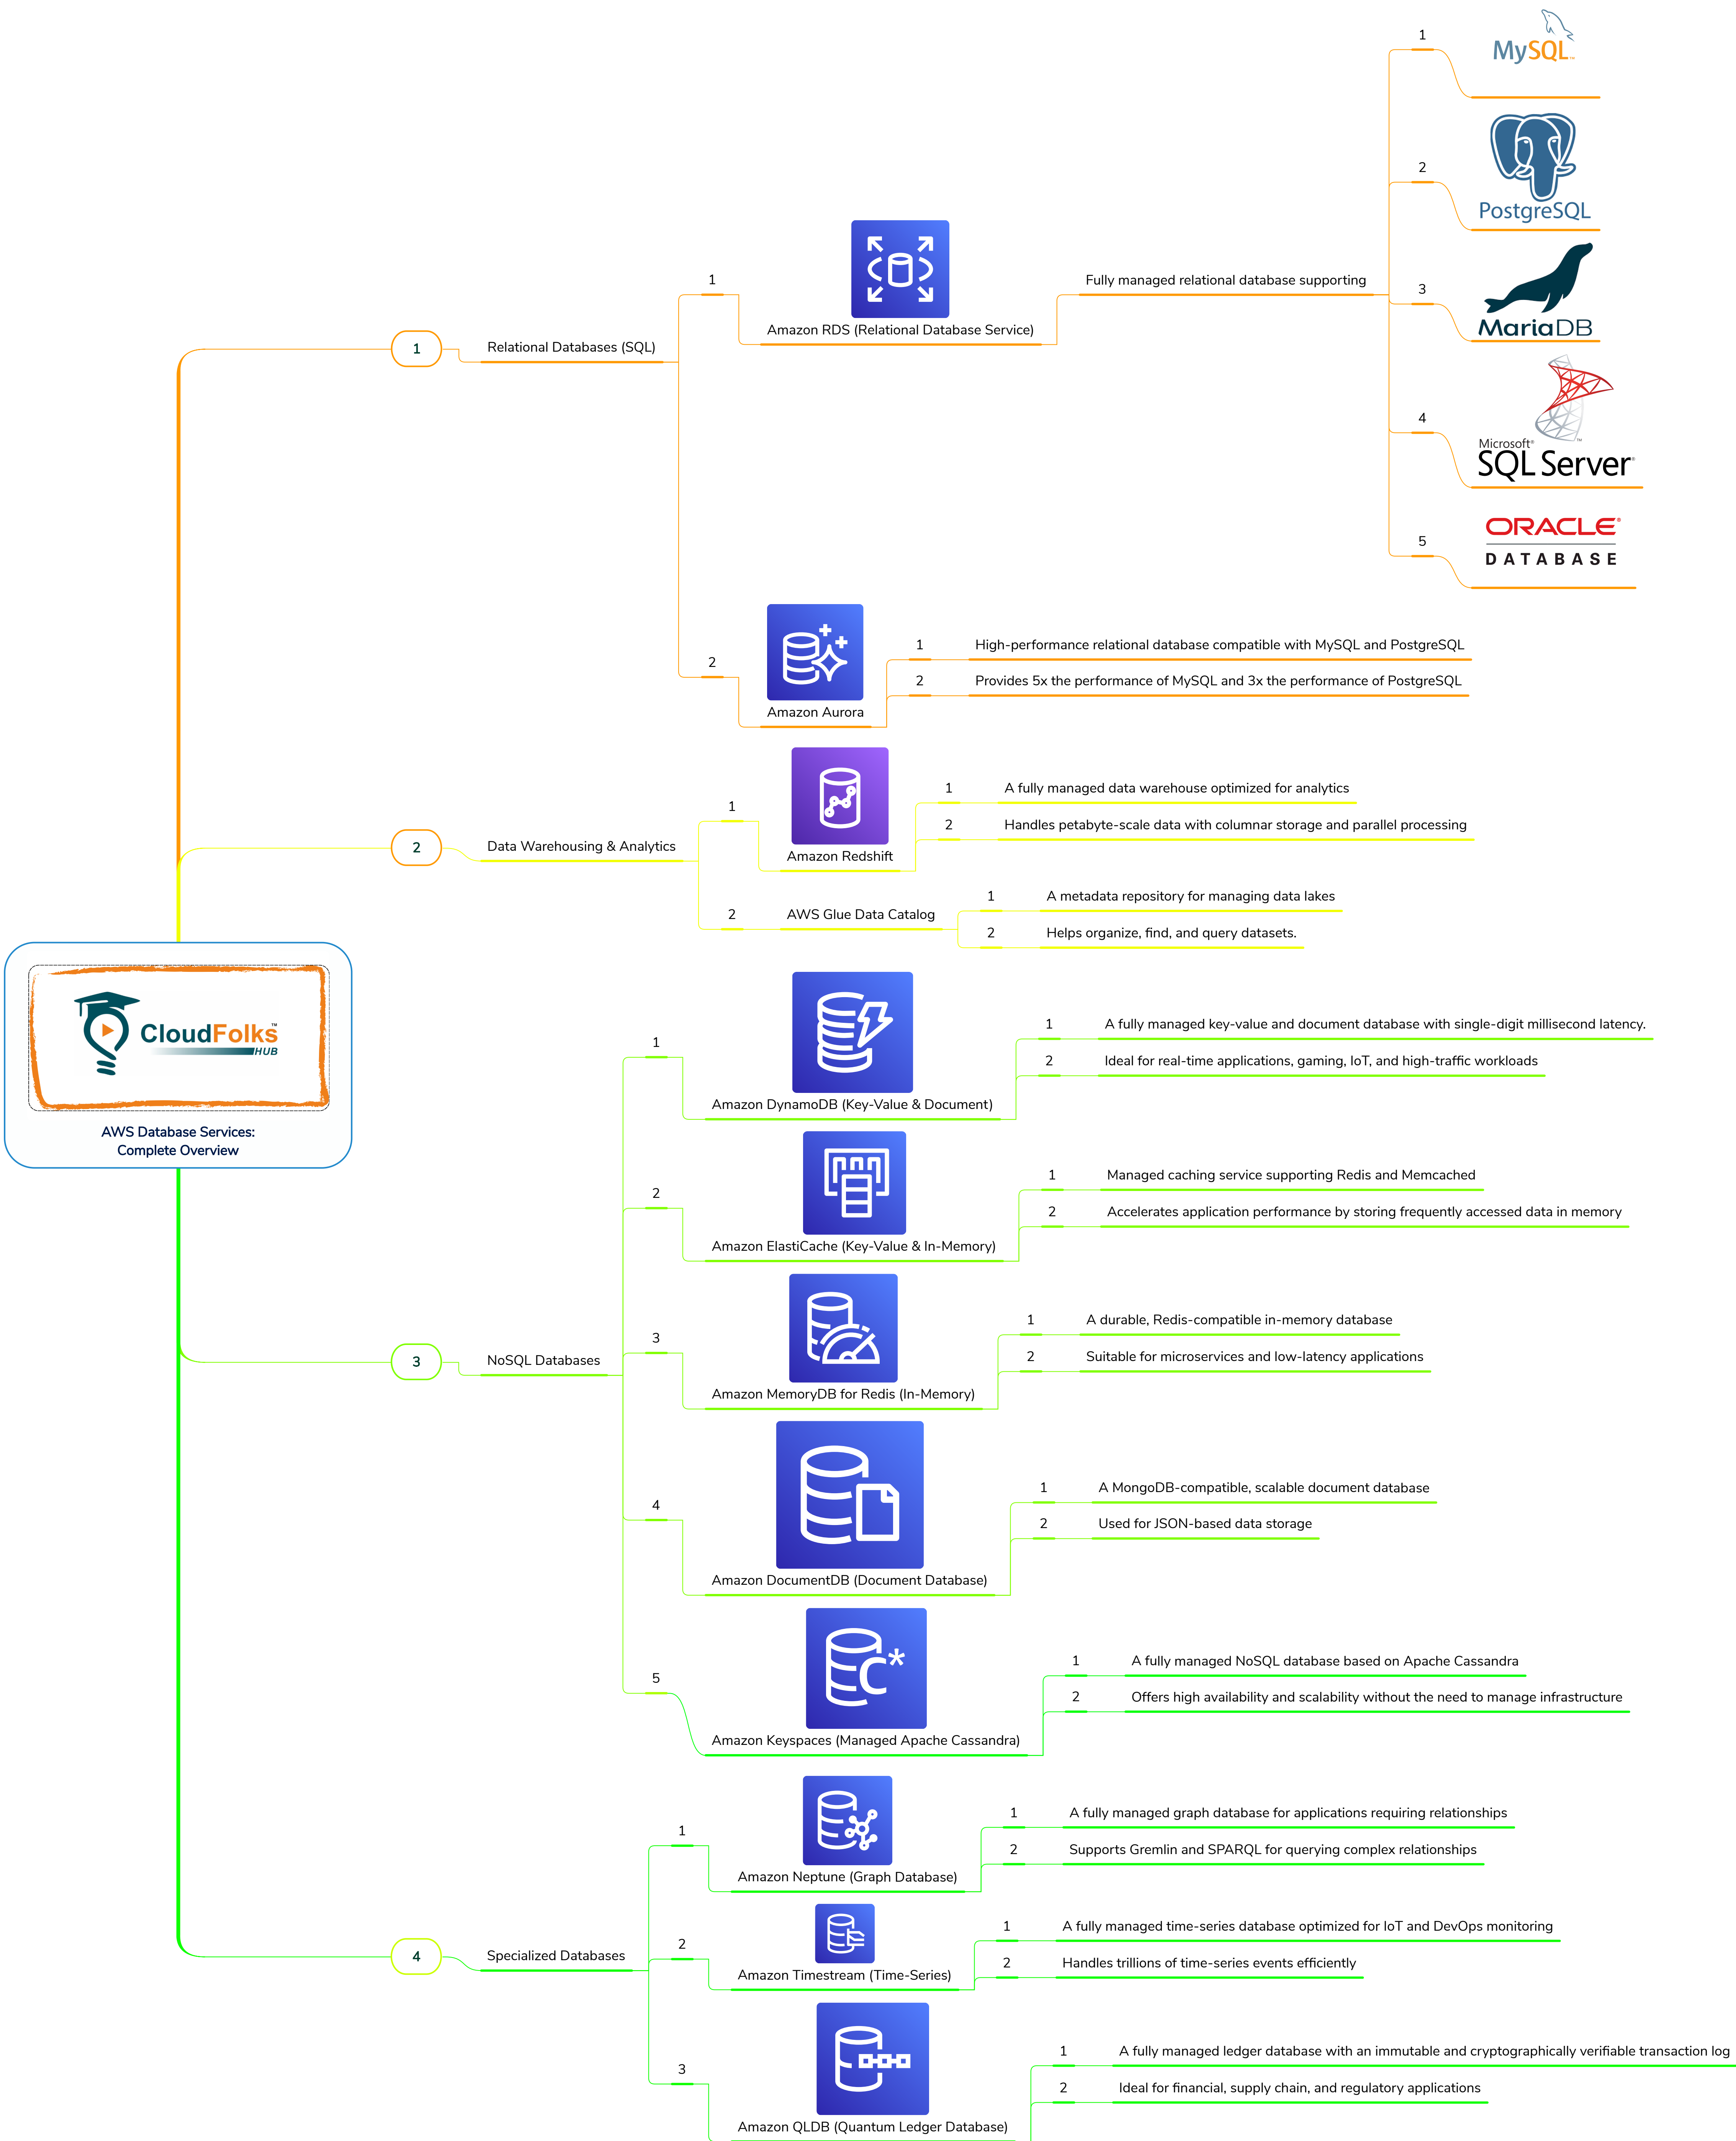 CloudFolks™
HUB
AWS Database Services:
Complete Overview
1
Relational Databases (SQL)
1
Amazon RDS (Relational Database Service)
Fully managed relational database supporting
1
MySQL™
2
PostgreSQL
3
MariaDB
4
Microsoft®
SQL Server®
™
5
ORACLE®
DATABASE
2
Amazon Aurora
1
High-performance relational database compatible with MySQL and PostgreSQL
2
Provides 5x the performance of MySQL and 3x the performance of PostgreSQL
2
Data Warehousing & Analytics
1
Amazon Redshift
1
A fully managed data warehouse optimized for analytics
2
Handles petabyte-scale data with columnar storage and parallel processing
2
AWS Glue Data Catalog
1
A metadata repository for managing data lakes
2
Helps organize, find, and query datasets.
3
NoSQL Databases
1
Amazon DynamoDB (Key-Value & Document)
1
A fully managed key-value and document database with single-digit millisecond latency.
2
Ideal for real-time applications, gaming, IoT, and high-traffic workloads
2
Amazon ElastiCache (Key-Value & In-Memory)
1
Managed caching service supporting Redis and Memcached
2
Accelerates application performance by storing frequently accessed data in memory
3
Amazon MemoryDB for Redis (In-Memory)
1
A durable, Redis-compatible in-memory database
2
Suitable for microservices and low-latency applications
4
Amazon DocumentDB (Document Database)
1
A MongoDB-compatible, scalable document database
2
Used for JSON-based data storage
5
C*
Amazon Keyspaces (Managed Apache Cassandra)
1
A fully managed NoSQL database based on Apache Cassandra
2
Offers high availability and scalability without the need to manage infrastructure
4
Specialized Databases
1
Amazon Neptune (Graph Database)
1
A fully managed graph database for applications requiring relationships
2
Supports Gremlin and SPARQL for querying complex relationships
2
Amazon Timestream (Time-Series)
1
A fully managed time-series database optimized for IoT and DevOps monitoring
2
Handles trillions of time-series events efficiently
3
Amazon QLDB (Quantum Ledger Database)
1
A fully managed ledger database with an immutable and cryptographically verifiable transaction log
2
Ideal for financial, supply chain, and regulatory applications